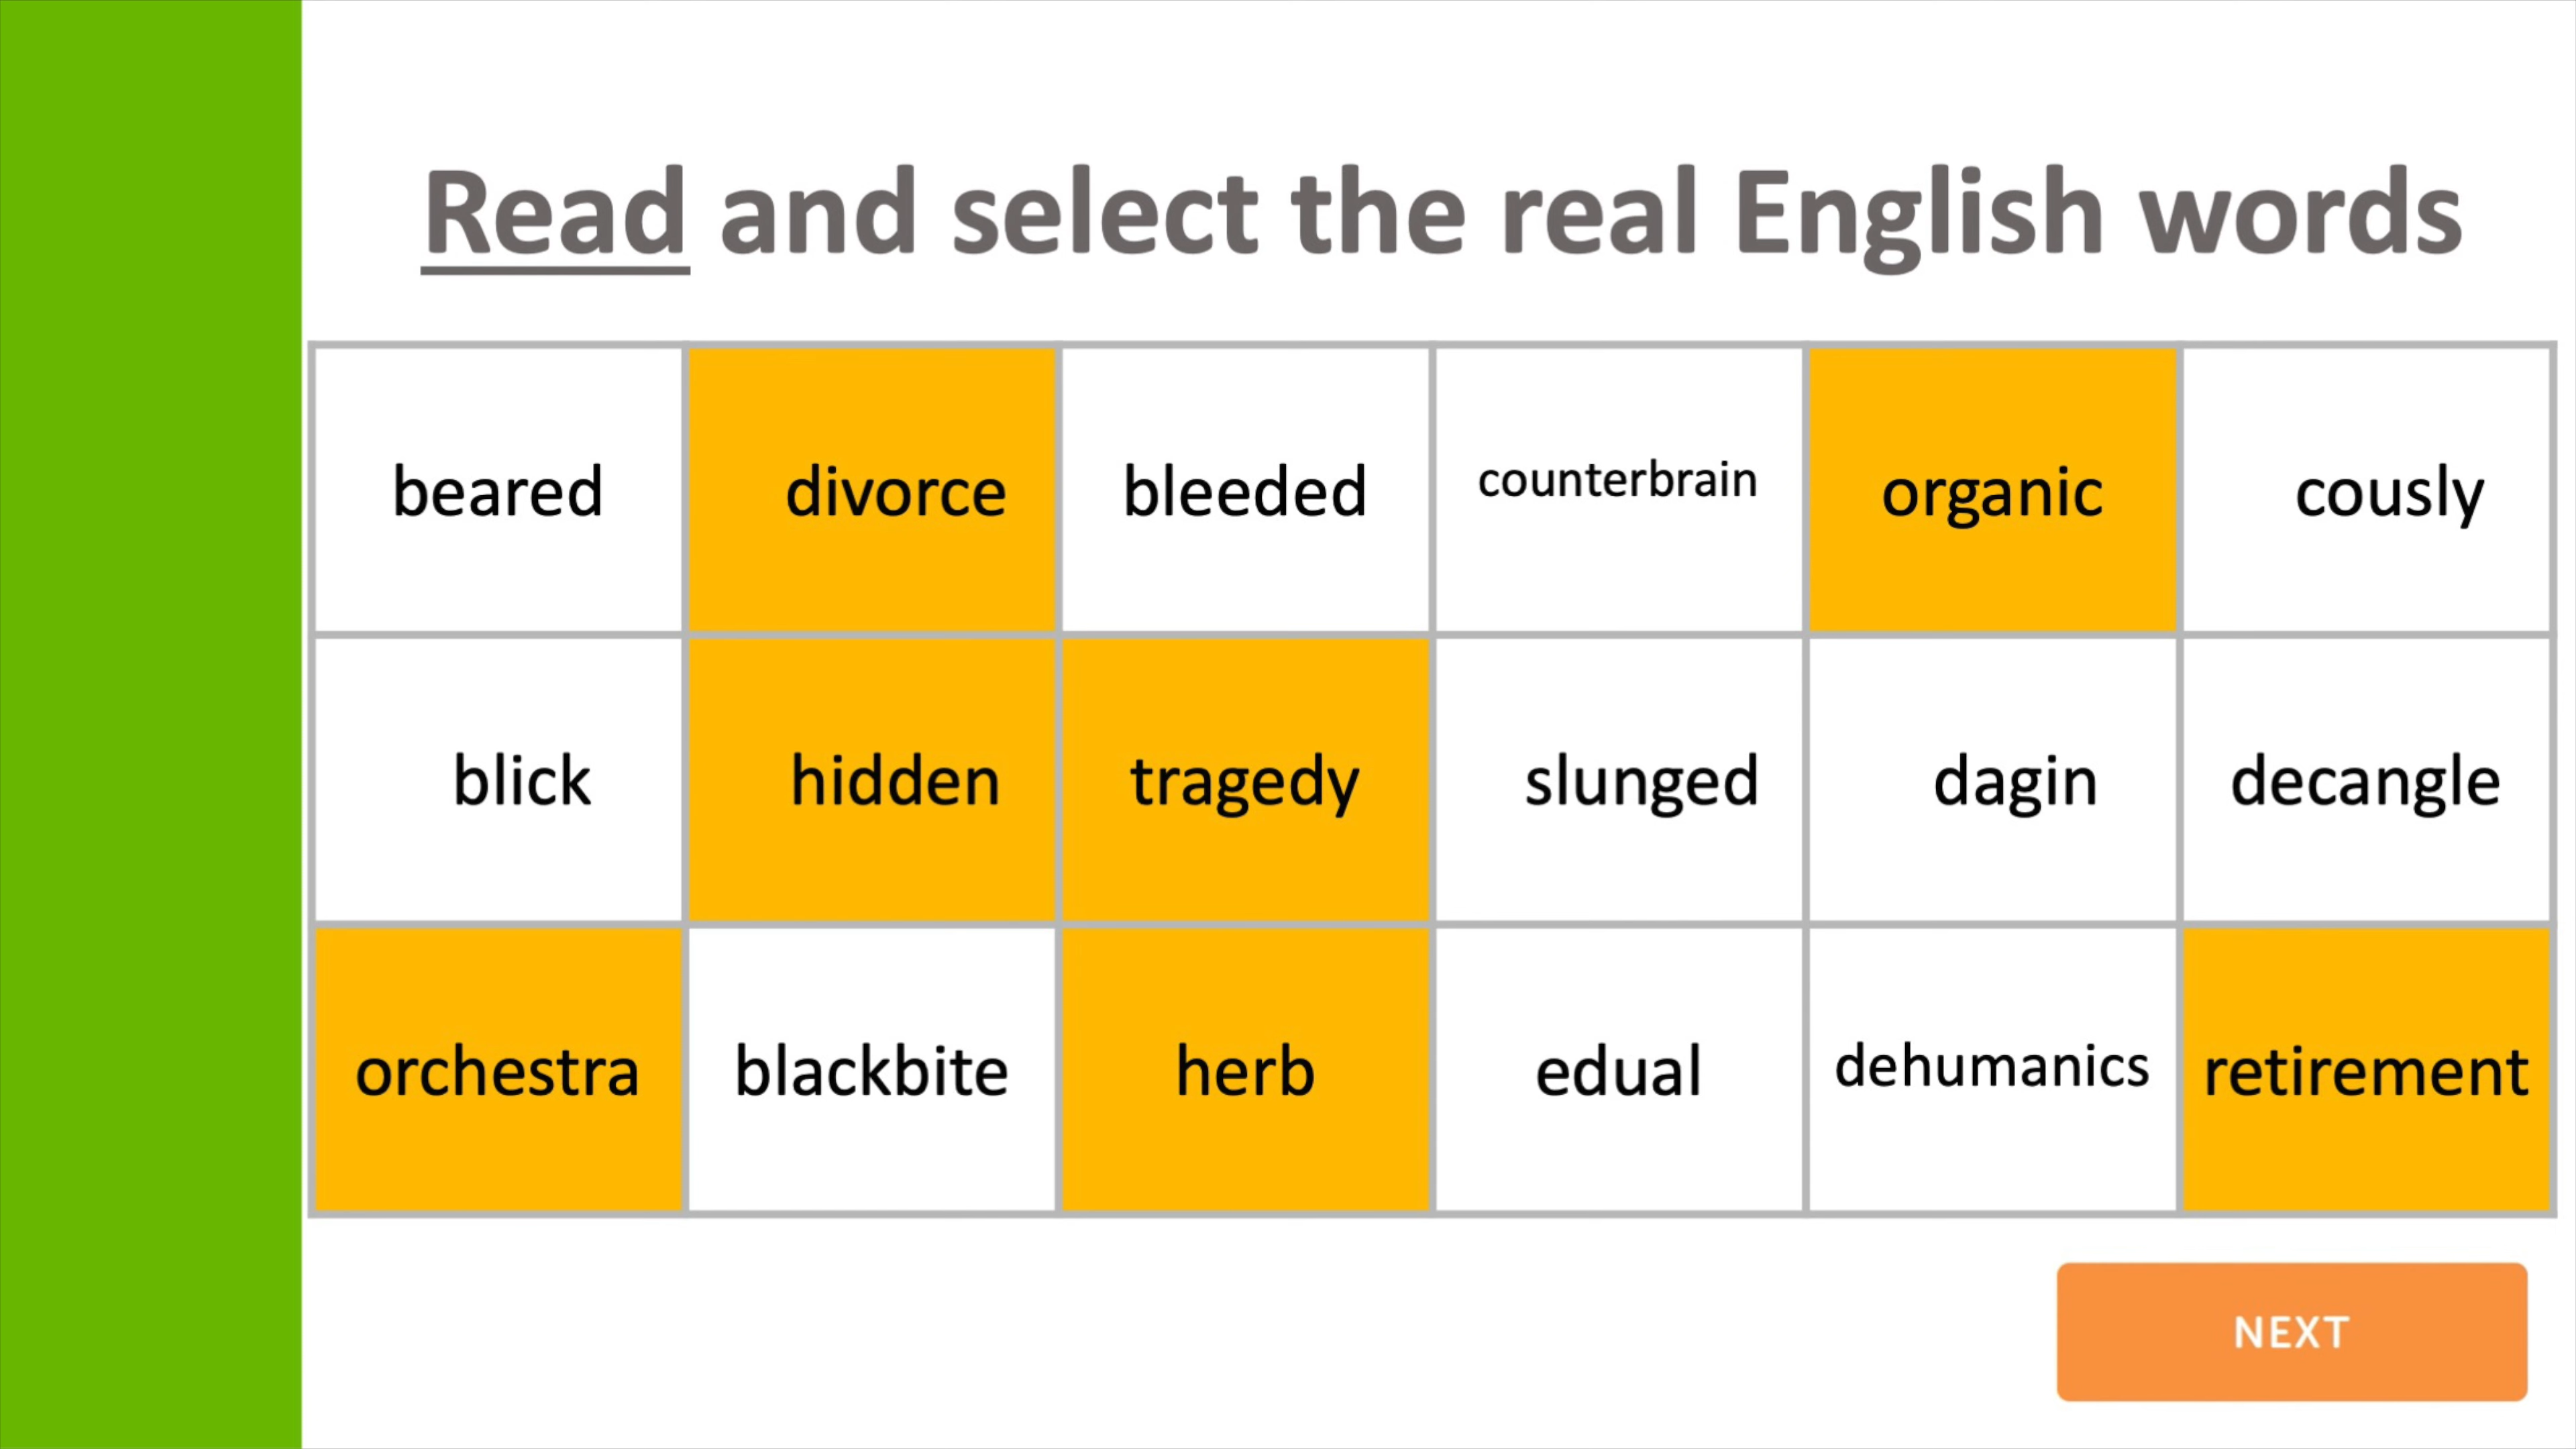 Read and select the real English words
beared divorce bleeded counterbrain organic cously
blick hidden tragedy slunged dagin decangle
orchestra blackbite herb edual dehumanics retirement
NEXT